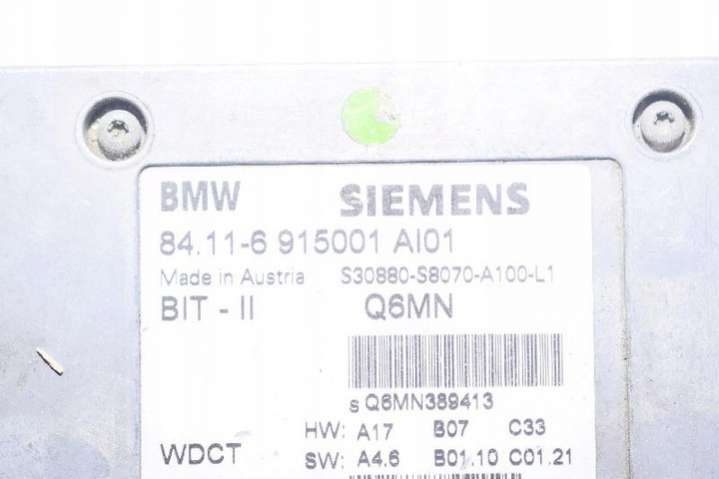 BMW SIEMENS
84.11-6 915001 AI01
Made in Austria S30880-S8070-A100-L1
BIT - II Q6MN
s Q6MN389413
HW: A17 B07 C33
WDCT SW: A4.6 B01.10 C01.21